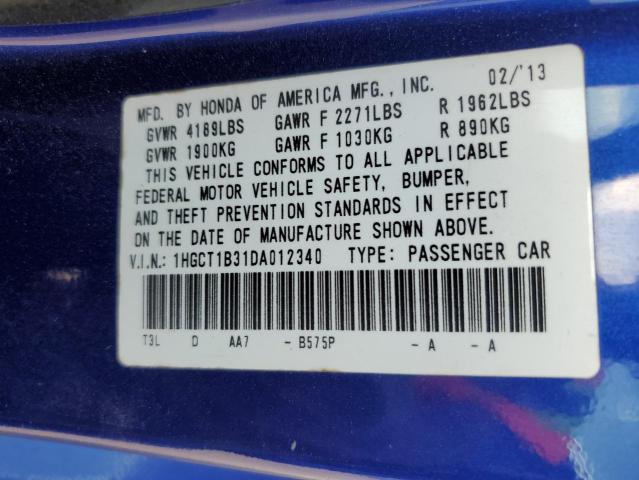 MFD. BY HONDA OF AMERICA MFG., INC. 02/'13
GVWR 4189LBS GAWR F 2271LBS R 1962LBS
GVWR 1900KG GAWR F 1030KG R 890KG
THIS VEHICLE CONFORMS TO ALL APPLICABLE
FEDERAL MOTOR VEHICLE SAFETY, BUMPER,
AND THEFT PREVENTION STANDARDS IN EFFECT
ON THE DATE OF MANUFACTURE SHOWN ABOVE.
V.I.N.: 1HGCT1B31DA012340 TYPE: PASSENGER CAR
T3L D AA7 - B575P - A - A